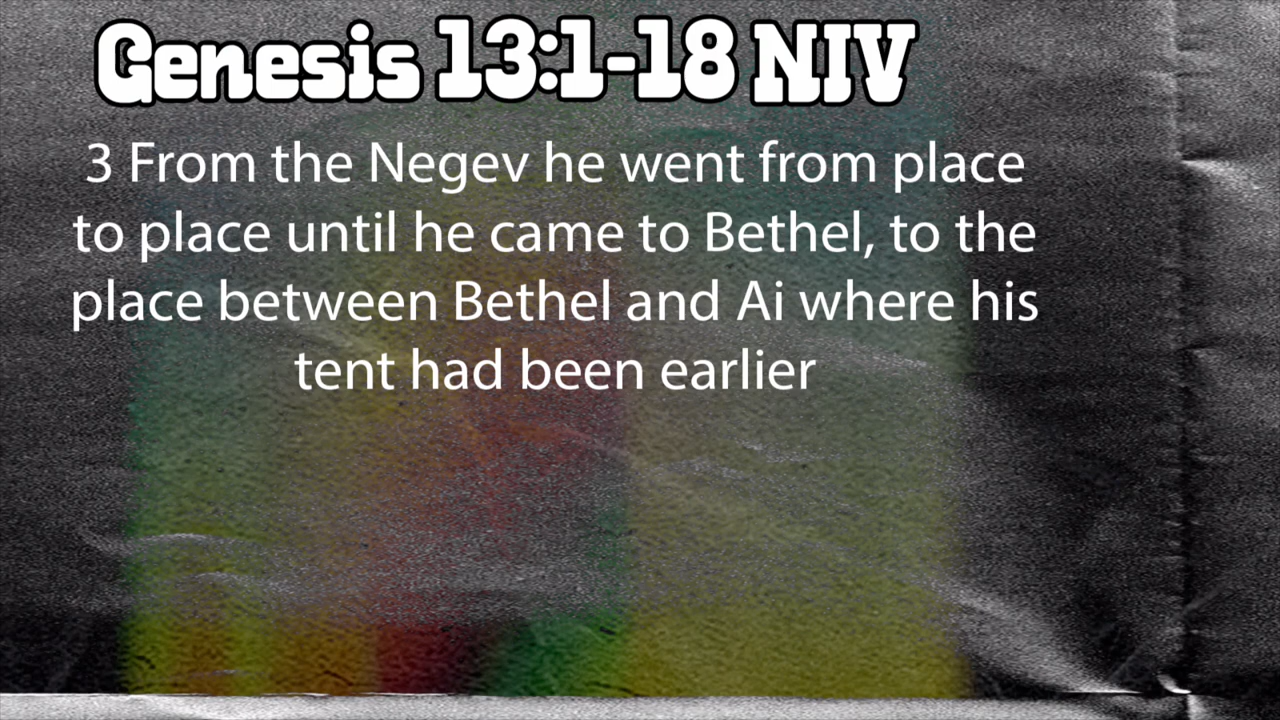 Genesis 13:1-18 NIV
3 From the Negev he went from place
to place until he came to Bethel, to the
place between Bethel and Ai where his
tent had been earlier